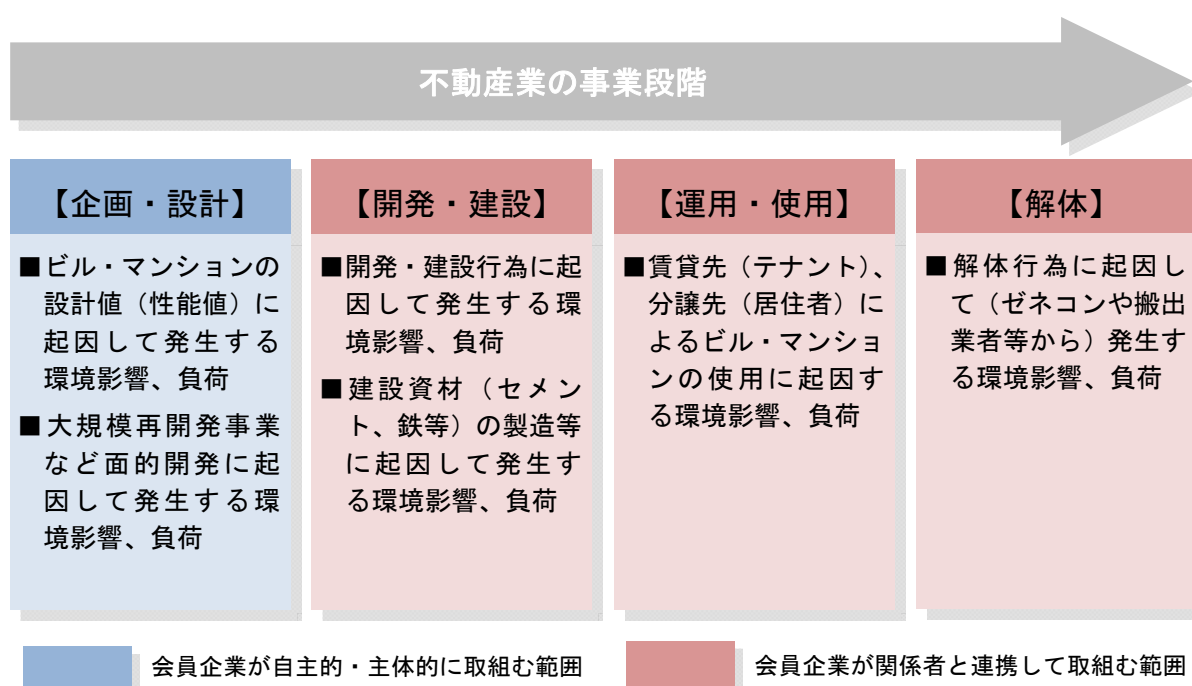 不動産業の事業段階
【企画・設計】
■ビル・マンションの
設計値（性能値）に
起因して発生する
環境影響、負荷
■大規模再開発事業
など面的開発に起
因して発生する環
境影響、負荷
【開発・建設】
■開発・建設行為に起
因して発生する環
境影響、負荷
■建設資材（セメン
ト、鉄等）の製造等
に起因して発生す
る環境影響、負荷
【運用・使用】
■賃貸先（テナント）、
分譲先（居住者）に
よるビル・マンショ
ンの使用に起因す
る環境影響、負荷
【解体】
■解体行為に起因し
て（ゼネコンや搬出
業者等から）発生す
る環境影響、負荷
会員企業が自主的・主体的に取組む範囲
会員企業が関係者と連携して取組む範囲